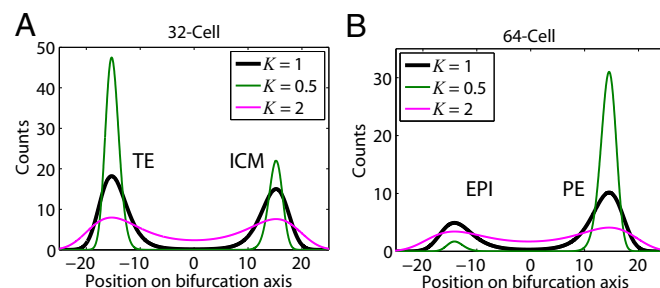 A
32-Cell
50
40
30
20
10
0
Counts
K = 1
K = 0.5
K = 2
TE
ICM
−20
−10
0
10
20
Position on bifurcation axis
B
64-Cell
30
20
10
0
Counts
K = 1
K = 0.5
K = 2
EPI
PE
−20
−10
0
10
20
Position on bifurcation axis